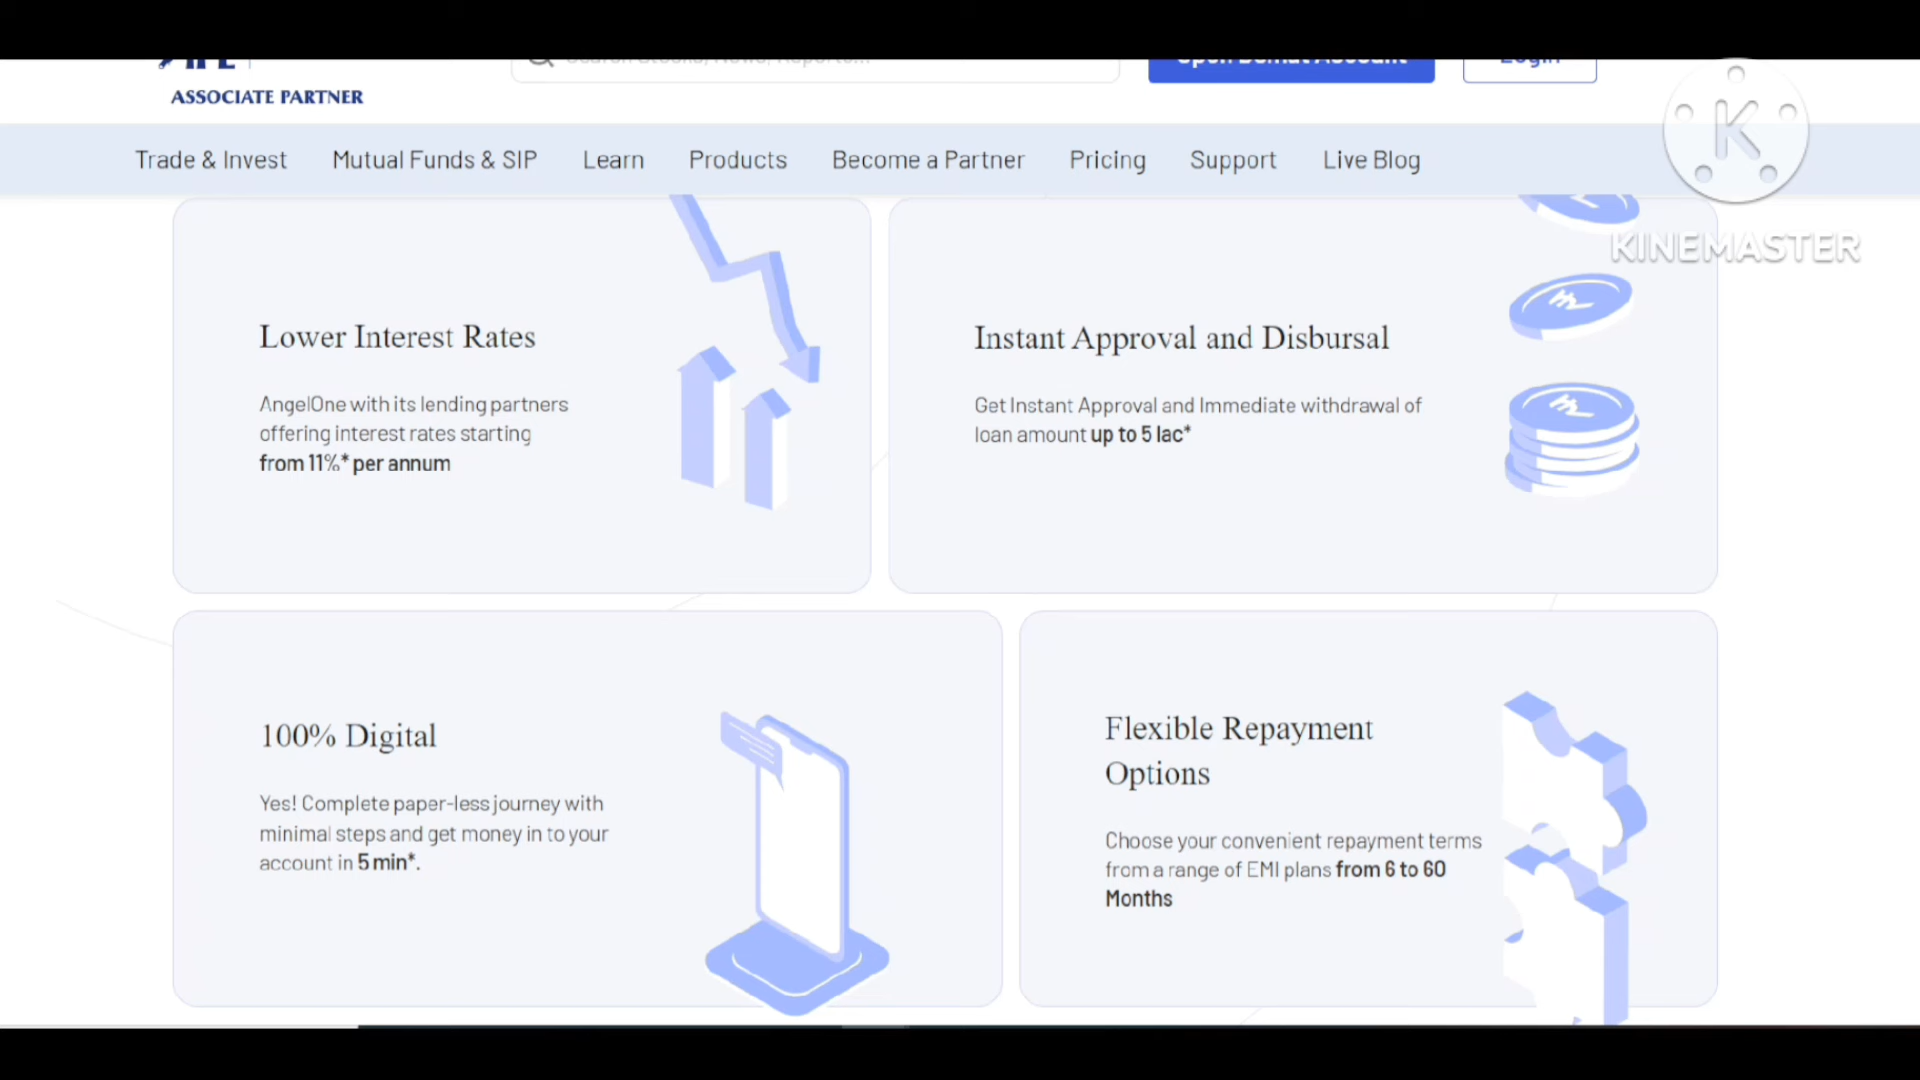 ASSOCIATE PARTNER
Trade & Invest Mutual Funds & SIP Learn Products Become a Partner Pricing Support Live Blog
K
KINEMASTER
Lower Interest Rates
AngelOne with its lending partners
offering interest rates starting
from 11%* per annum
Instant Approval and Disbursal
Get Instant Approval and Immediate withdrawal of
loan amount up to 5 lac*
100% Digital
Yes! Complete paper-less journey with
minimal steps and get money in to your
account in 5 min*.
Flexible Repayment
Options
Choose your convenient repayment terms
from a range of EMI plans from 6 to 60
Months